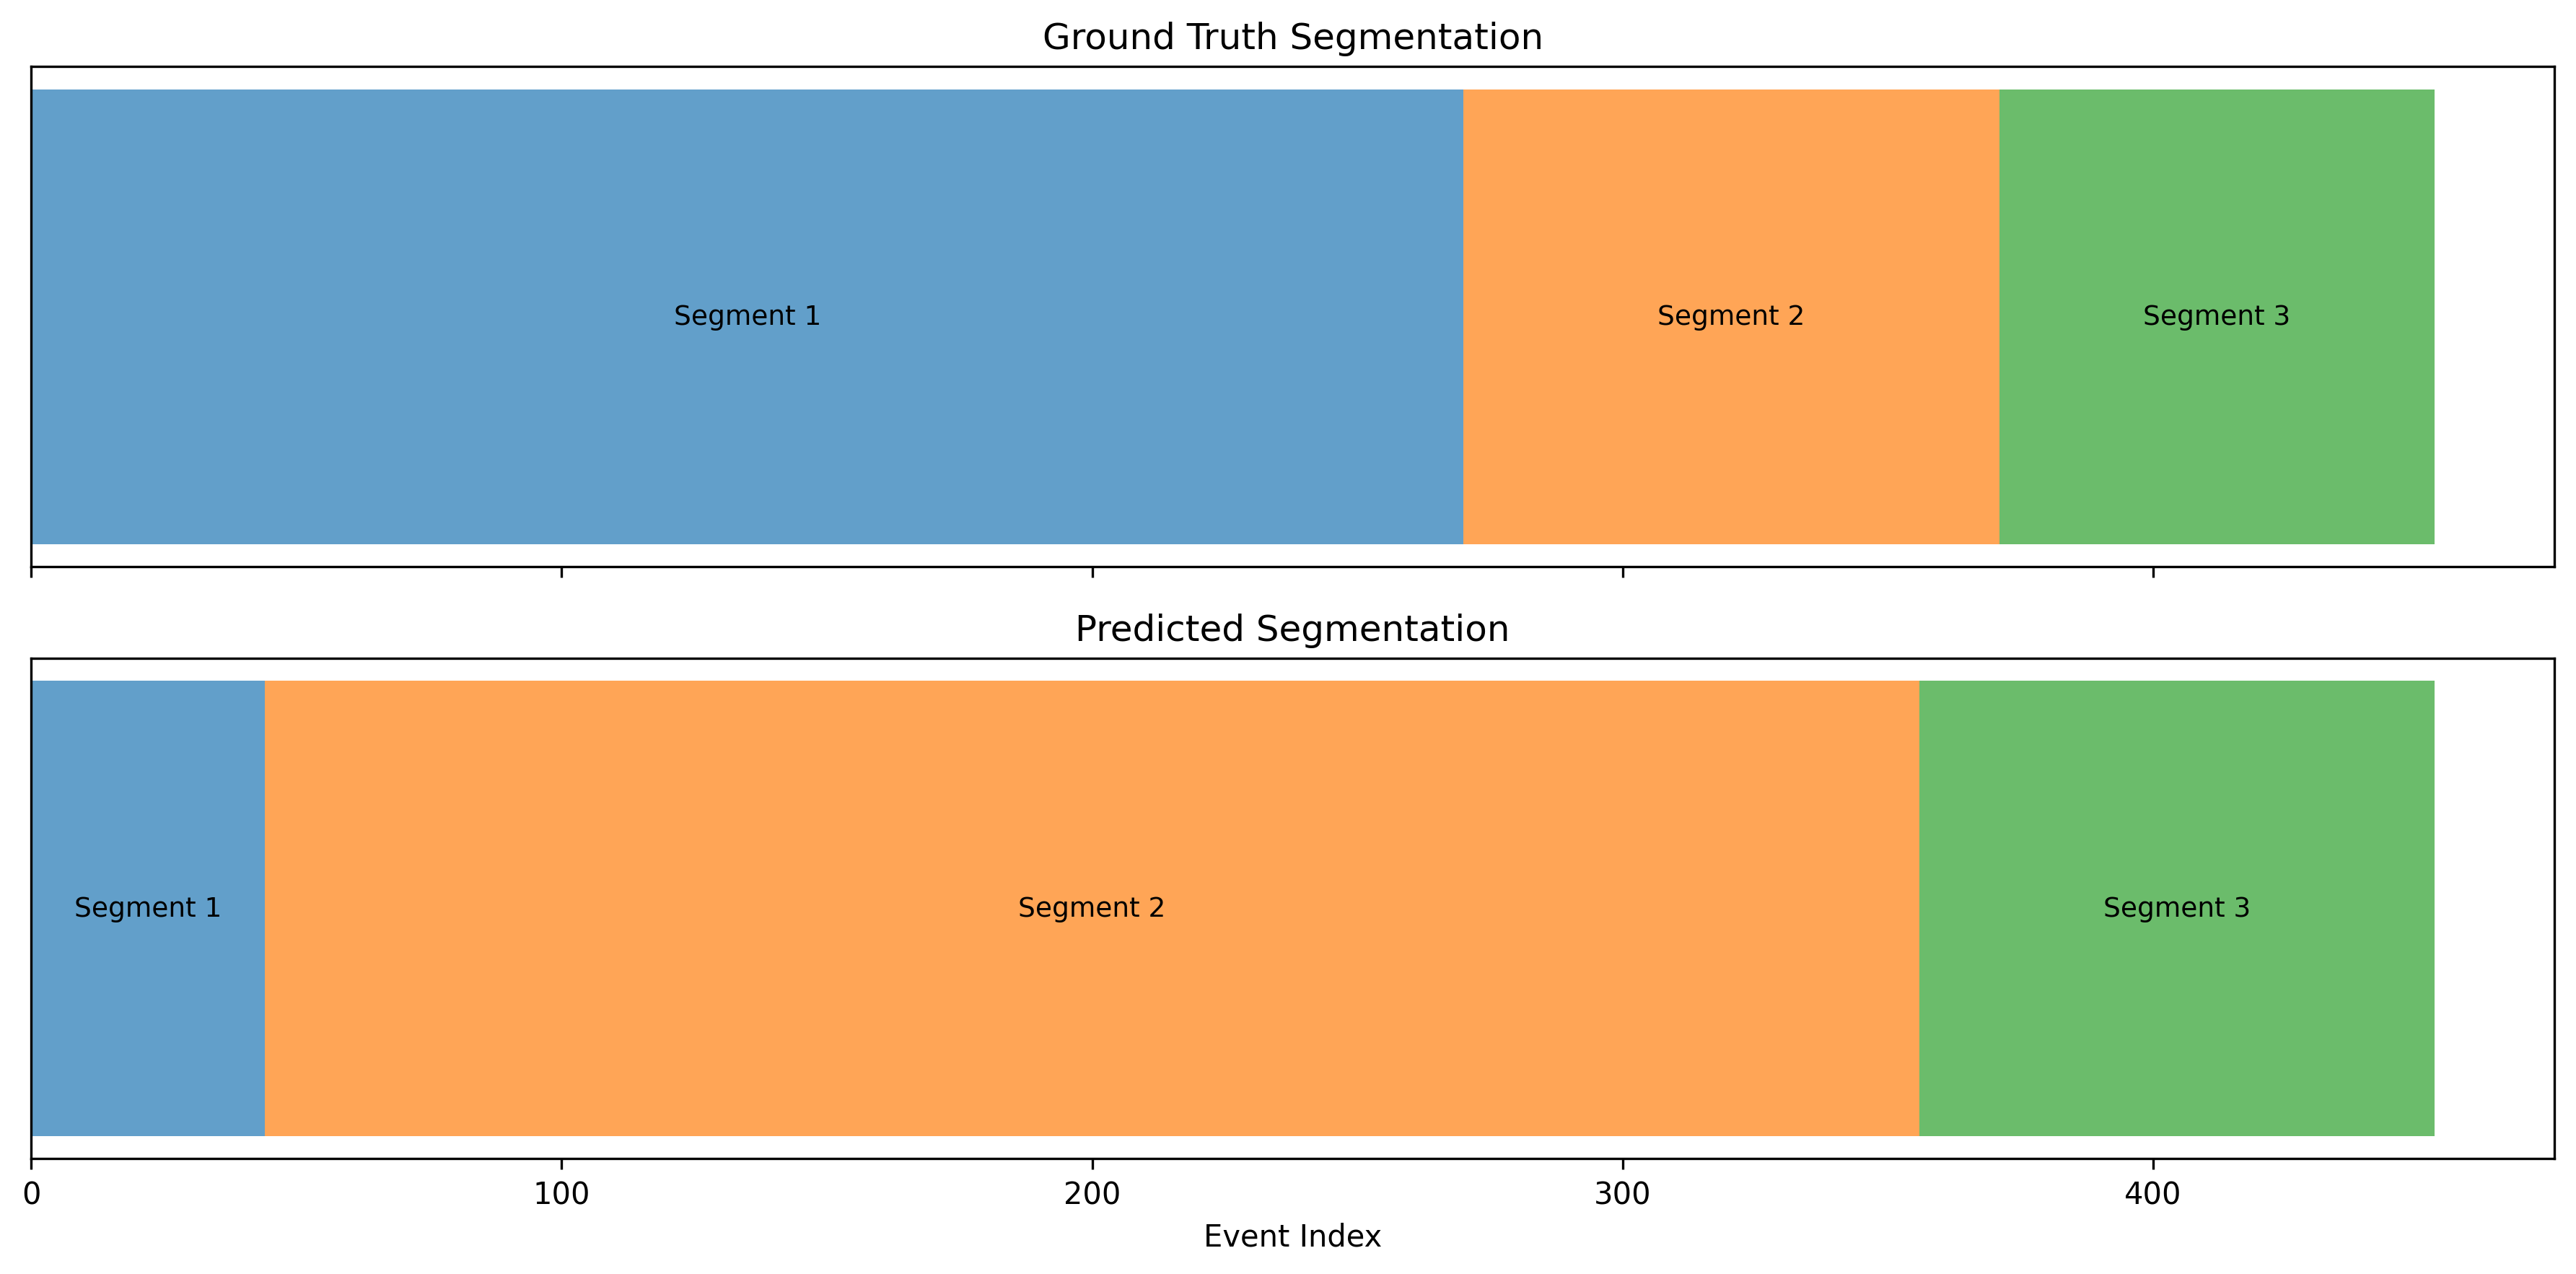 Ground Truth Segmentation
Segment 1
Segment 2
Segment 3
Predicted Segmentation
Segment 1
Segment 2
Segment 3
0
100
200
300
400
Event Index